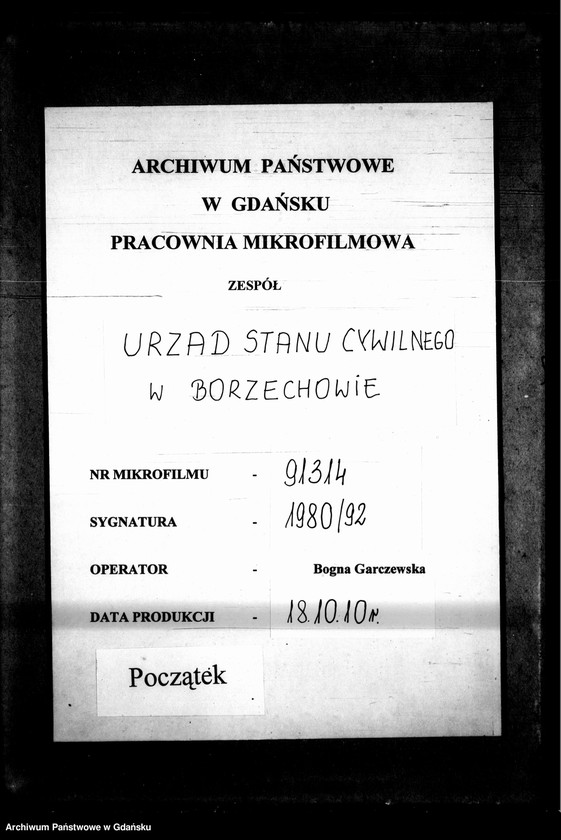 ARCHIWUM PAŃSTWOWE
W GDAŃSKU
PRACOWNIA MIKROFILMOWA
ZESPÓŁ
URZAD STANU CYWILNEGO
W BORZECHOWIE
NR MIKROFILMU - 91314
SYGNATURA - 1980/92
OPERATOR - Bogna Garczewska
DATA PRODUKCJI - 18.10.10 r.
Początek
Archiwum Państwowe w Gdańsku